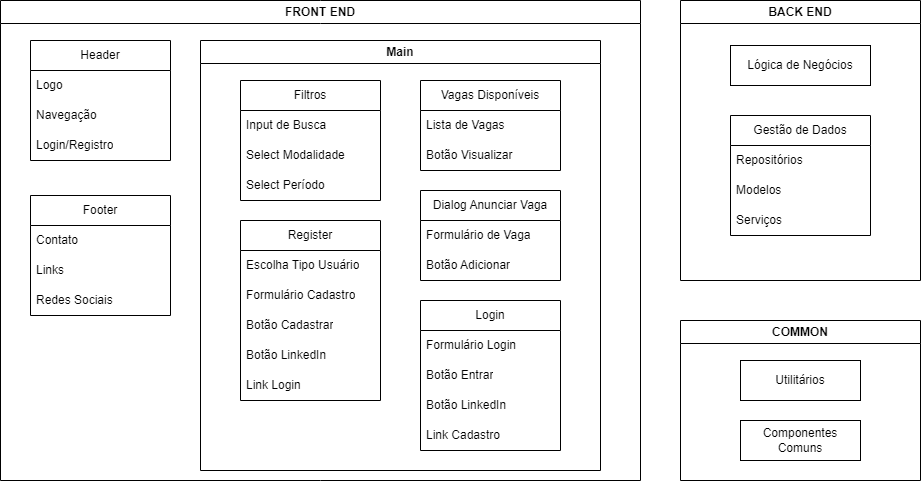 FRONT END
Header
Logo
Navegação
Login/Registro
Footer
Contato
Links
Redes Sociais
Main
Filtros
Input de Busca
Select Modalidade
Select Período
Register
Escolha Tipo Usuário
Formulário Cadastro
Botão Cadastrar
Botão LinkedIn
Link Login
Vagas Disponíveis
Lista de Vagas
Botão Visualizar
Dialog Anunciar Vaga
Formulário de Vaga
Botão Adicionar
Login
Formulário Login
Botão Entrar
Botão LinkedIn
Link Cadastro
BACK END
Lógica de Negócios
Gestão de Dados
Repositórios
Modelos
Serviços
COMMON
Utilitários
Componentes
Comuns